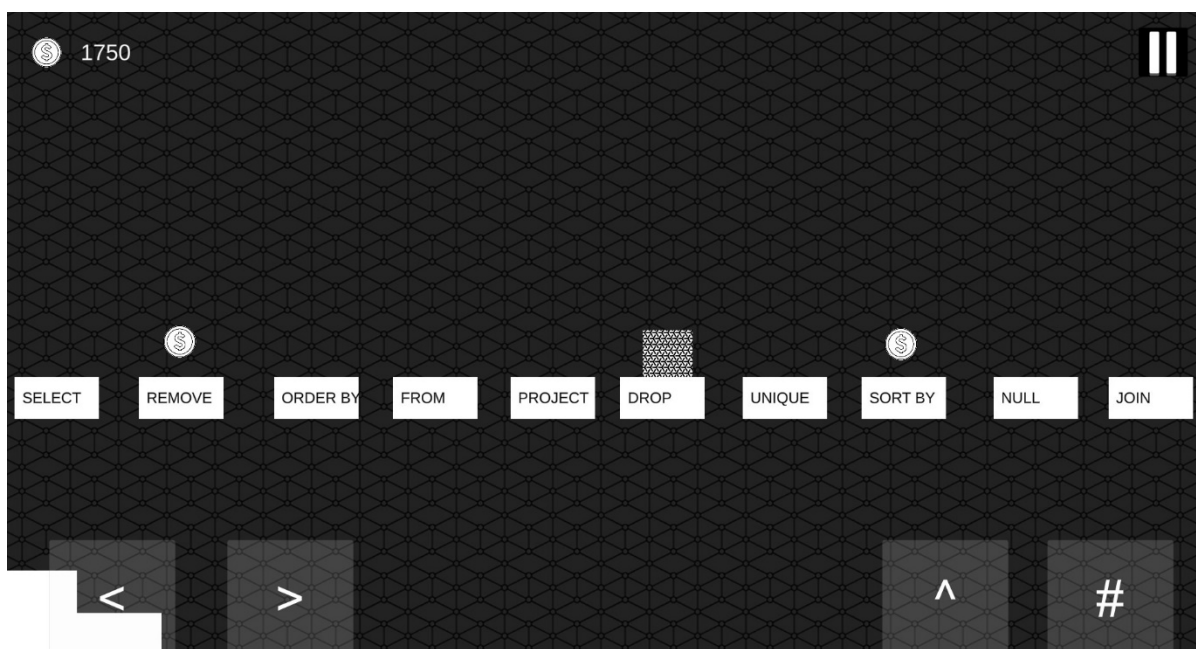 1750
SELECT REMOVE ORDER BY FROM PROJECT DROP UNIQUE SORT BY NULL JOIN
< > ^ #